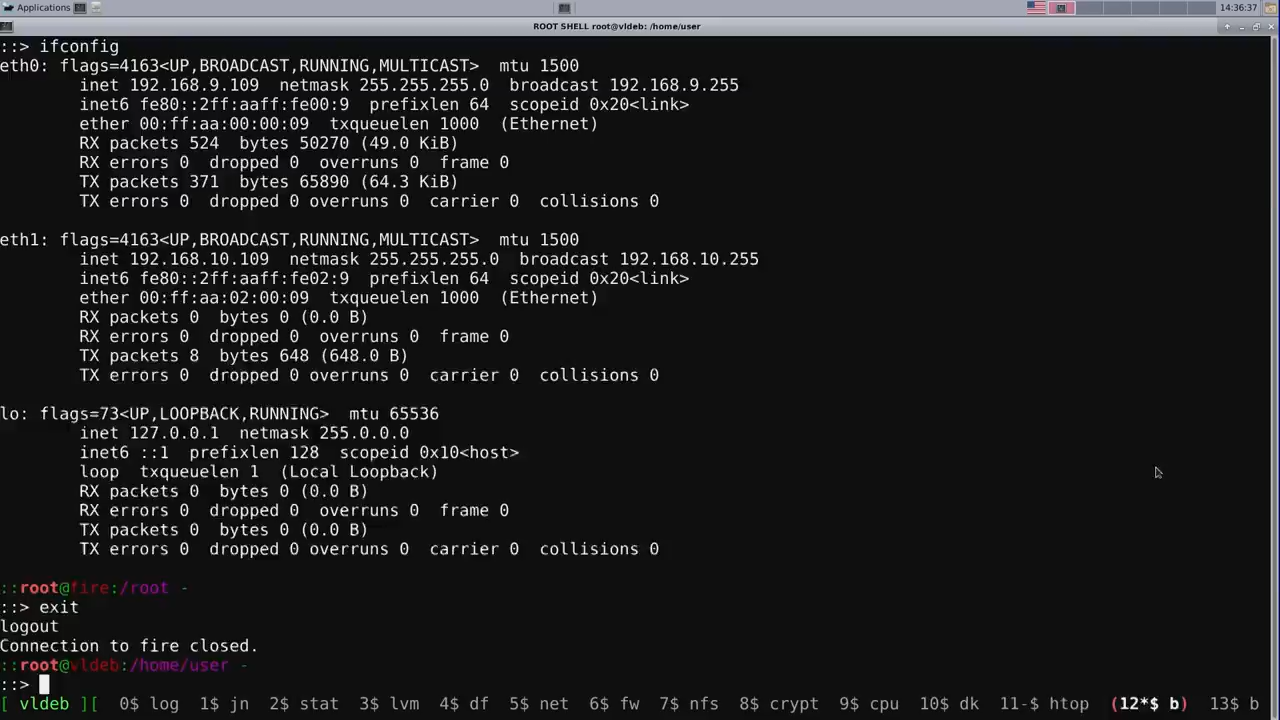 Applications
14:36:37
ROOT SHELL root@vldeb: /home/user
::> ifconfig
eth0: flags=4163<UP,BROADCAST,RUNNING,MULTICAST>  mtu 1500
        inet 192.168.9.109  netmask 255.255.255.0  broadcast 192.168.9.255
        inet6 fe80::2ff:aaff:fe00:9  prefixlen 64  scopeid 0x20<link>
        ether 00:ff:aa:00:00:09  txqueuelen 1000  (Ethernet)
        RX packets 524  bytes 50270 (49.0 KiB)
        RX errors 0  dropped 0  overruns 0  frame 0
        TX packets 371  bytes 65890 (64.3 KiB)
        TX errors 0  dropped 0 overruns 0  carrier 0  collisions 0
eth1: flags=4163<UP,BROADCAST,RUNNING,MULTICAST>  mtu 1500
        inet 192.168.10.109  netmask 255.255.255.0  broadcast 192.168.10.255
        inet6 fe80::2ff:aaff:fe02:9  prefixlen 64  scopeid 0x20<link>
        ether 00:ff:aa:02:00:09  txqueuelen 1000  (Ethernet)
        RX packets 0  bytes 0 (0.0 B)
        RX errors 0  dropped 0  overruns 0  frame 0
        TX packets 8  bytes 648 (648.0 B)
        TX errors 0  dropped 0 overruns 0  carrier 0  collisions 0
lo: flags=73<UP,LOOPBACK,RUNNING>  mtu 65536
        inet 127.0.0.1  netmask 255.0.0.0
        inet6 ::1  prefixlen 128  scopeid 0x10<host>
        loop  txqueuelen 1  (Local Loopback)
        RX packets 0  bytes 0 (0.0 B)
        RX errors 0  dropped 0  overruns 0  frame 0
        TX packets 0  bytes 0 (0.0 B)
        TX errors 0  dropped 0 overruns 0  carrier 0  collisions 0
::root@fire:/root -
::> exit
logout
Connection to fire closed.
::root@vldeb:/home/user -
::>
[ vldeb ][  0$ log  1$ jn  2$ stat  3$ lvm  4$ df  5$ net  6$ fw  7$ nfs  8$ crypt  9$ cpu  10$ dk  11-$ htop  (12*$ b)  13$ b